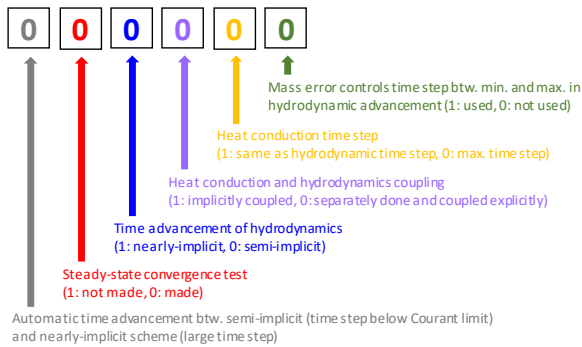 0 0 0 0 0 0
Mass error controls time step btw. min. and max. in
hydrodynamic advancement (1: used, 0: not used)
Heat conduction time step
(1: same as hydrodynamic time step, 0: max. time step)
Heat conduction and hydrodynamics coupling
(1: implicitly coupled, 0: separately done and coupled explicitly)
Time advancement of hydrodynamics
(1: nearly-implicit, 0: semi-implicit)
Steady-state convergence test
(1: not made, 0: made)
Automatic time advancement btw. semi-implicit (time step below Courant limit)
and nearly-implicit scheme (large time step)